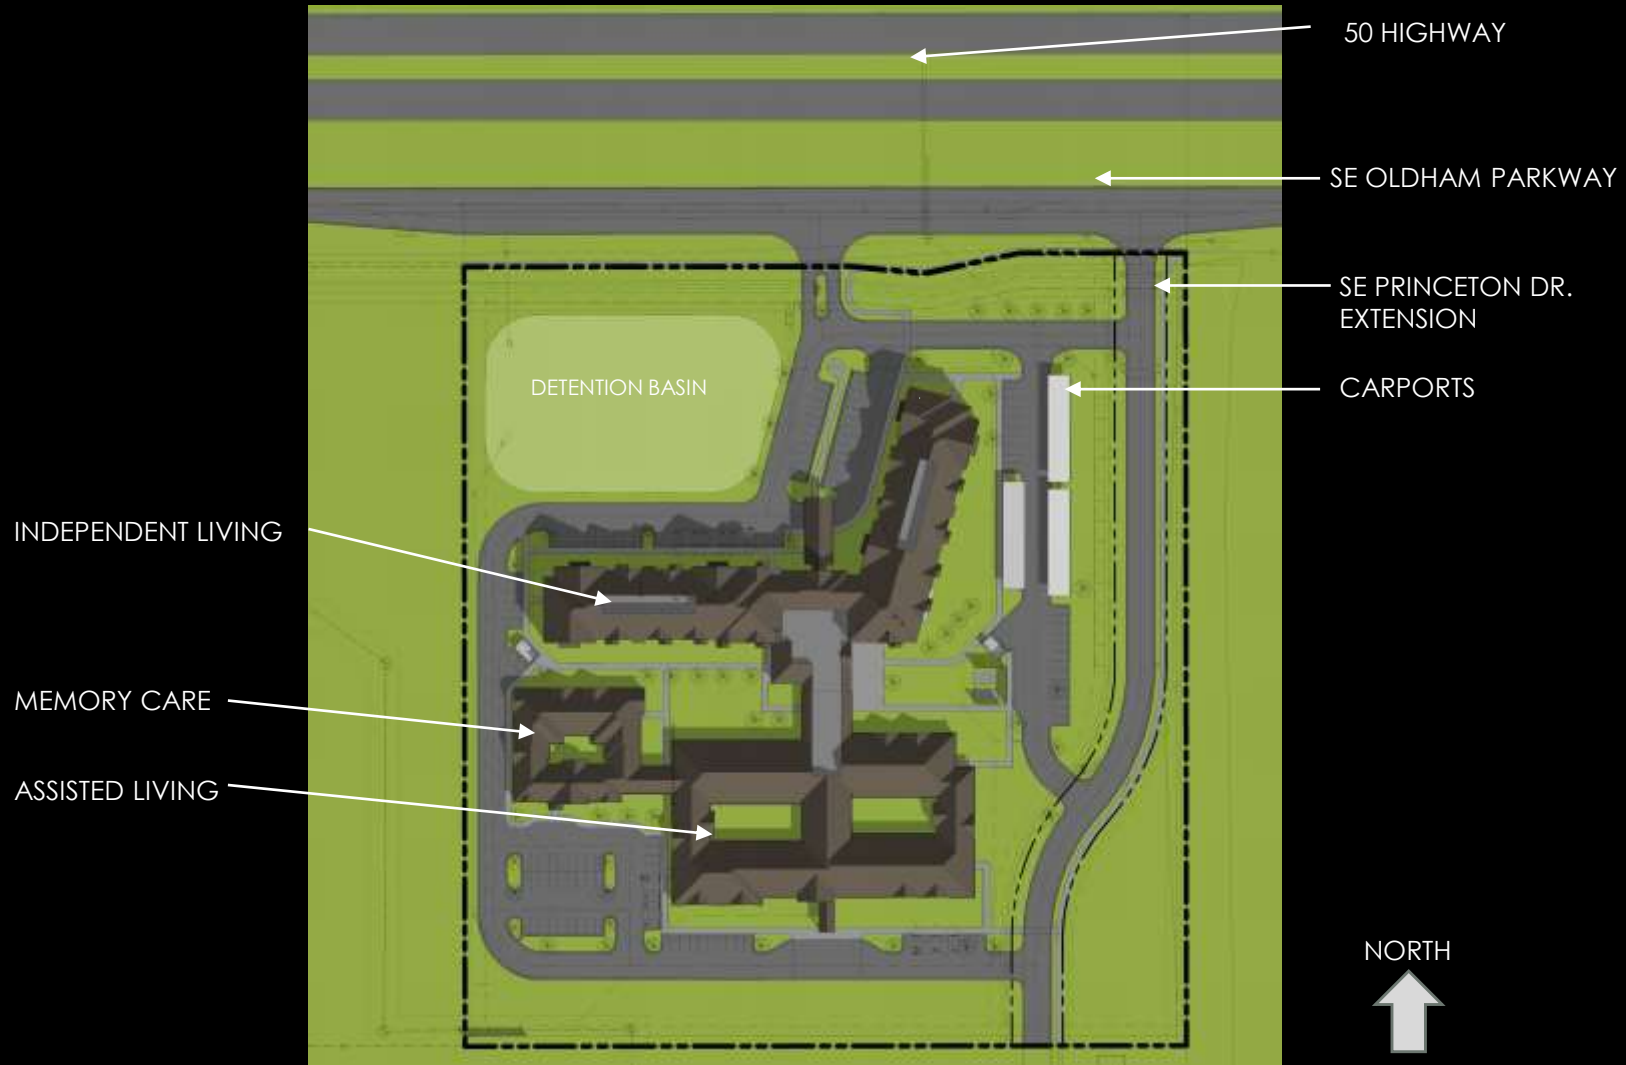 50 HIGHWAY
SE OLDHAM PARKWAY
SE PRINCETON DR.
EXTENSION
CARPORTS
DETENTION BASIN
INDEPENDENT LIVING
MEMORY CARE
ASSISTED LIVING
NORTH